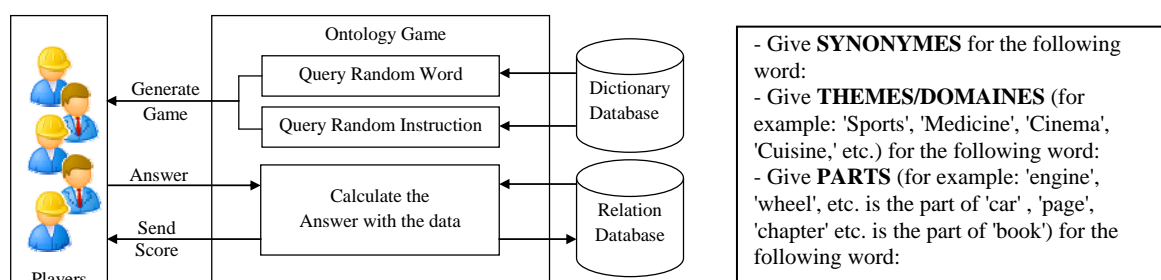 Ontology Game
Query Random Word
Query Random Instruction
Generate
Game
Dictionary
Database
Answer
Calculate the
Answer with the data
Send
Score
Relation
Database
Players
- Give SYNONYMES for the following
word:
- Give THEMES/DOMAINES (for
example: 'Sports', 'Medicine', 'Cinema',
'Cuisine,' etc.) for the following word:
- Give PARTS (for example: 'engine',
'wheel', etc. is the part of 'car' , 'page',
'chapter' etc. is the part of 'book') for the
following word: